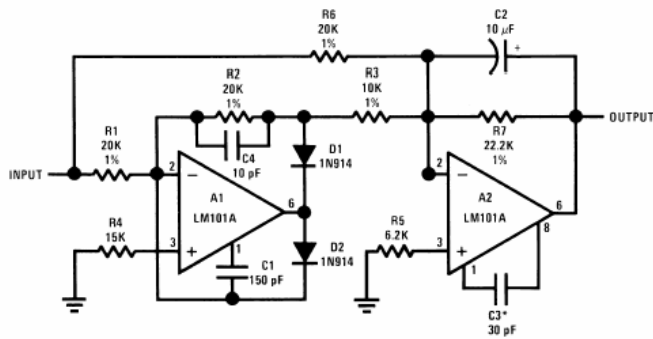 R6
20K
1%
C2
10 μF
+
R2
20K
1%
R3
10K
1%
R1
20K
1%
C4
10 pF
D1
1N914
R7
22.2K
1%
OUTPUT
INPUT
2
−
A1
LM101A
6
2
−
A2
LM101A
6
8
R4
15K
3
+
1
D2
1N914
R5
6.2K
3
+
1
C1
150 pF
C3*
30 pF